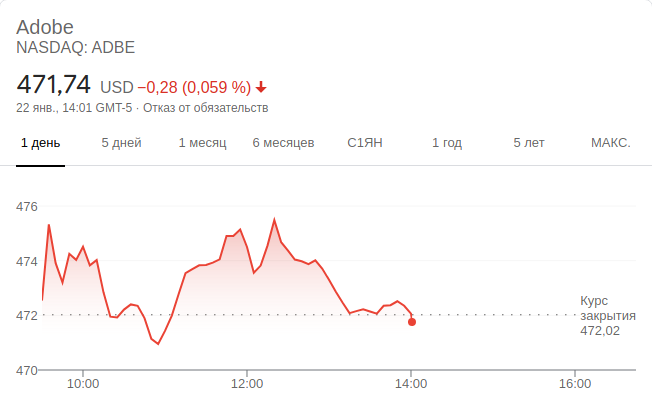 Adobe
NASDAQ: ADBE
471,74 USD −0,28 (0,059 %)
22 янв., 14:01 GMT-5 · Отказ от обязательств
1 день 5 дней 1 месяц 6 месяцев С1ЯН 1 год 5 лет МАКС.
476
474
472
470
Курс
закрытия
472,02
10:00 12:00 14:00 16:00